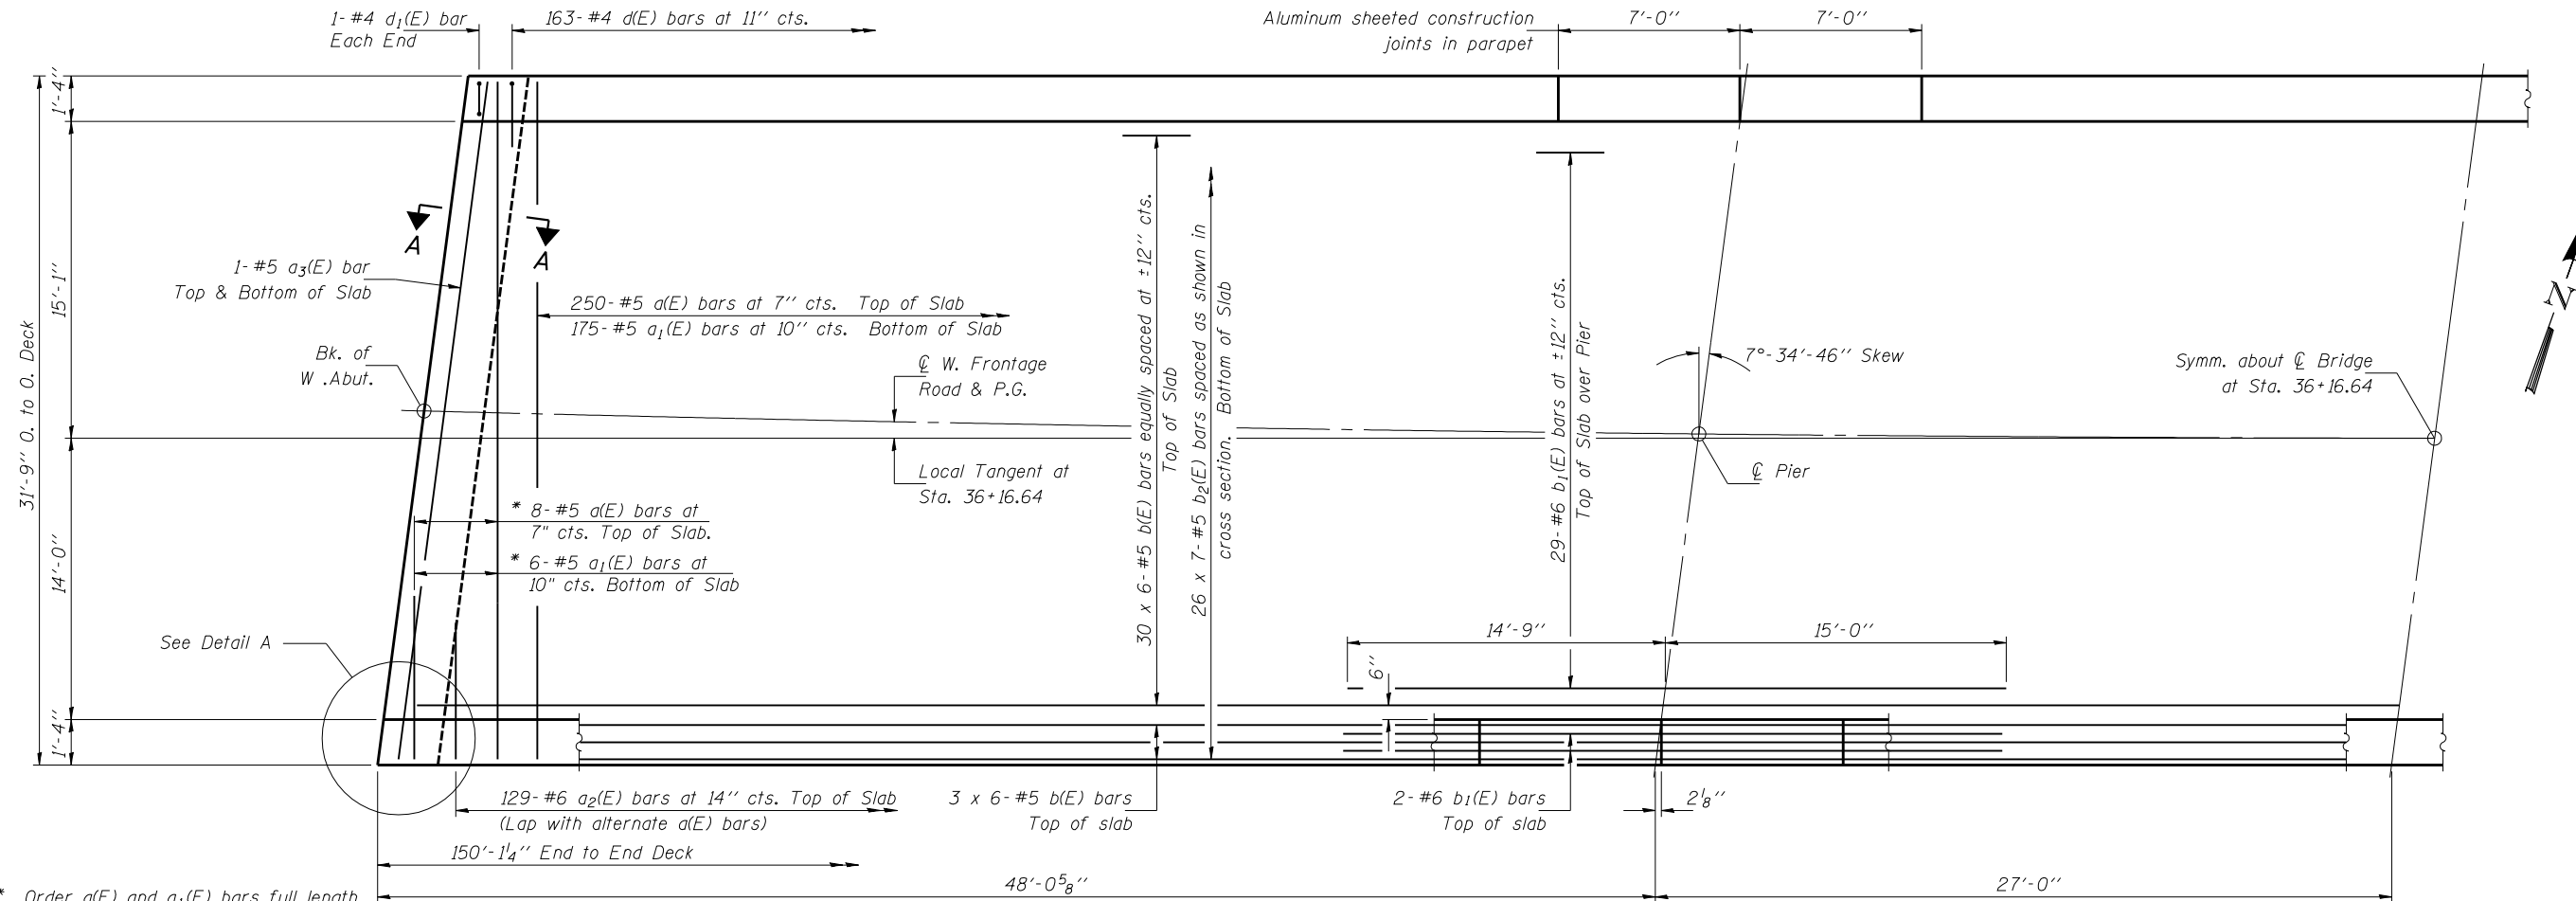 1- #4 d₁(E) bar
Each End
163- #4 d(E) bars at 11'' cts.
Aluminum sheeted construction
joints in parapet
7'-0''
7'-0''
1'-4''
15'-1''
31'-9'' O. to O. Deck
14'-0''
1'-4''
A
A
1- #5 a₃(E) bar
Top & Bottom of Slab
250- #5 a(E) bars at 7'' cts. Top of Slab
175- #5 a₁(E) bars at 10'' cts. Bottom of Slab
Bk. of
W .Abut.
℄ W. Frontage
Road & P.G.
Local Tangent at
Sta. 36+16.64
* 8- #5 a(E) bars at
7" cts. Top of Slab.
* 6- #5 a₁(E) bars at
10" cts. Bottom of Slab
See Detail A
30 x 6- #5 b(E) bars equally spaced at ±12'' cts.
Top of Slab
26 x 7- #5 b₂(E) bars spaced as shown in
cross section. Bottom of Slab
29- #6 b₁(E) bars at ±12'' cts.
Top of Slab over Pier
7°-34'-46'' Skew
Symm. about ℄ Bridge
at Sta. 36+16.64
N
℄ Pier
14'-9''
15'-0''
6''
129- #6 a₂(E) bars at 14'' cts. Top of Slab
(Lap with alternate a(E) bars)
3 x 6- #5 b(E) bars
Top of slab
2- #6 b₁(E) bars
Top of slab
2⅛''
150'-1¼'' End to End Deck
48'-0⅝''
27'-0''
* Order a(E) and a₁(E) bars full length